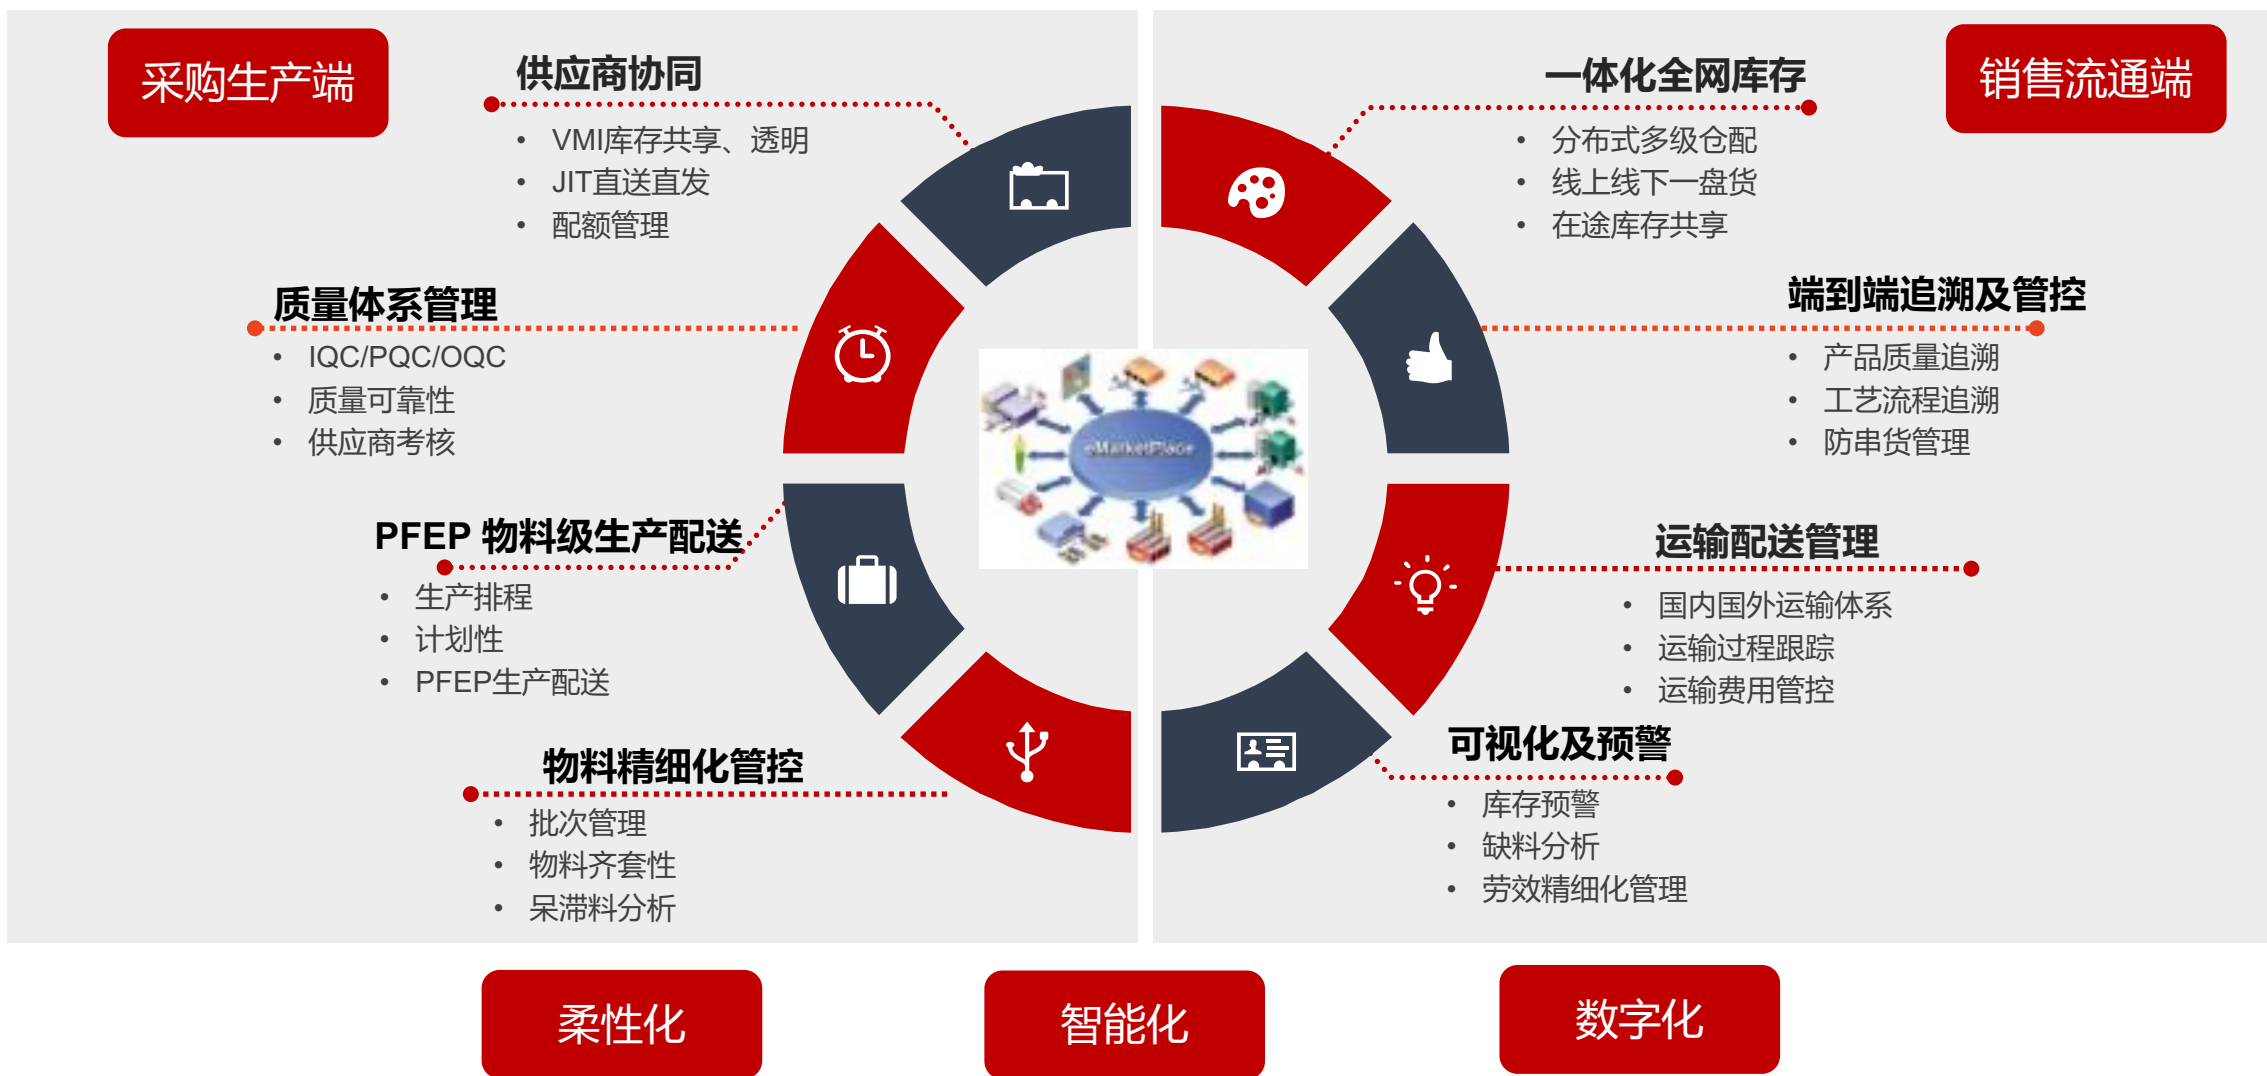 采购生产端
供应商协同
• VMI库存共享、透明
• JIT直送直发
• 配额管理
质量体系管理
• IQC/PQC/OQC
• 质量可靠性
• 供应商考核
PFEP 物料级生产配送
• 生产排程
• 计划性
• PFEP生产配送
物料精细化管控
• 批次管理
• 物料齐套性
• 呆滞料分析
eMarketPlace
销售流通端
一体化全网库存
• 分布式多级仓配
• 线上线下一盘货
• 在途库存共享
端到端追溯及管控
• 产品质量追溯
• 工艺流程追溯
• 防串货管理
运输配送管理
• 国内国外运输体系
• 运输过程跟踪
• 运输费用管控
可视化及预警
• 库存预警
• 缺料分析
• 劳效精细化管理
柔性化
智能化
数字化